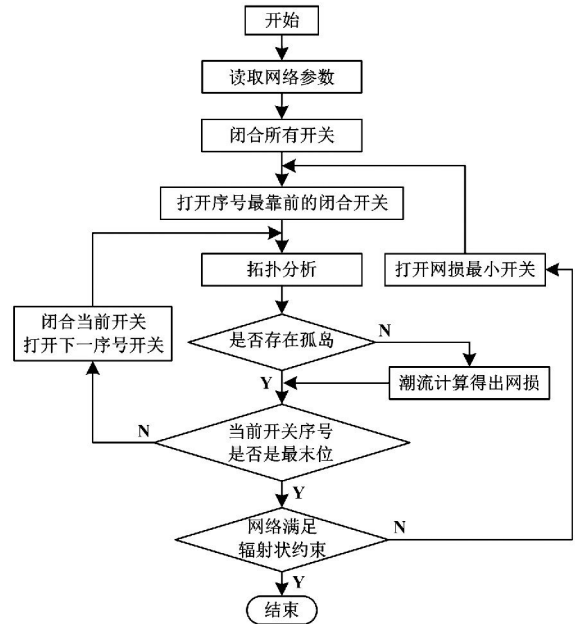 开始
读取网络参数
闭合所有开关
打开序号最靠前的闭合开关
拓扑分析
打开网损最小开关
闭合当前开关
打开下一序号开关
是否存在孤岛
N
Y
潮流计算得出网损
当前开关序号
是否是最末位
N
Y
网络满足
辐射状约束
N
Y
结束